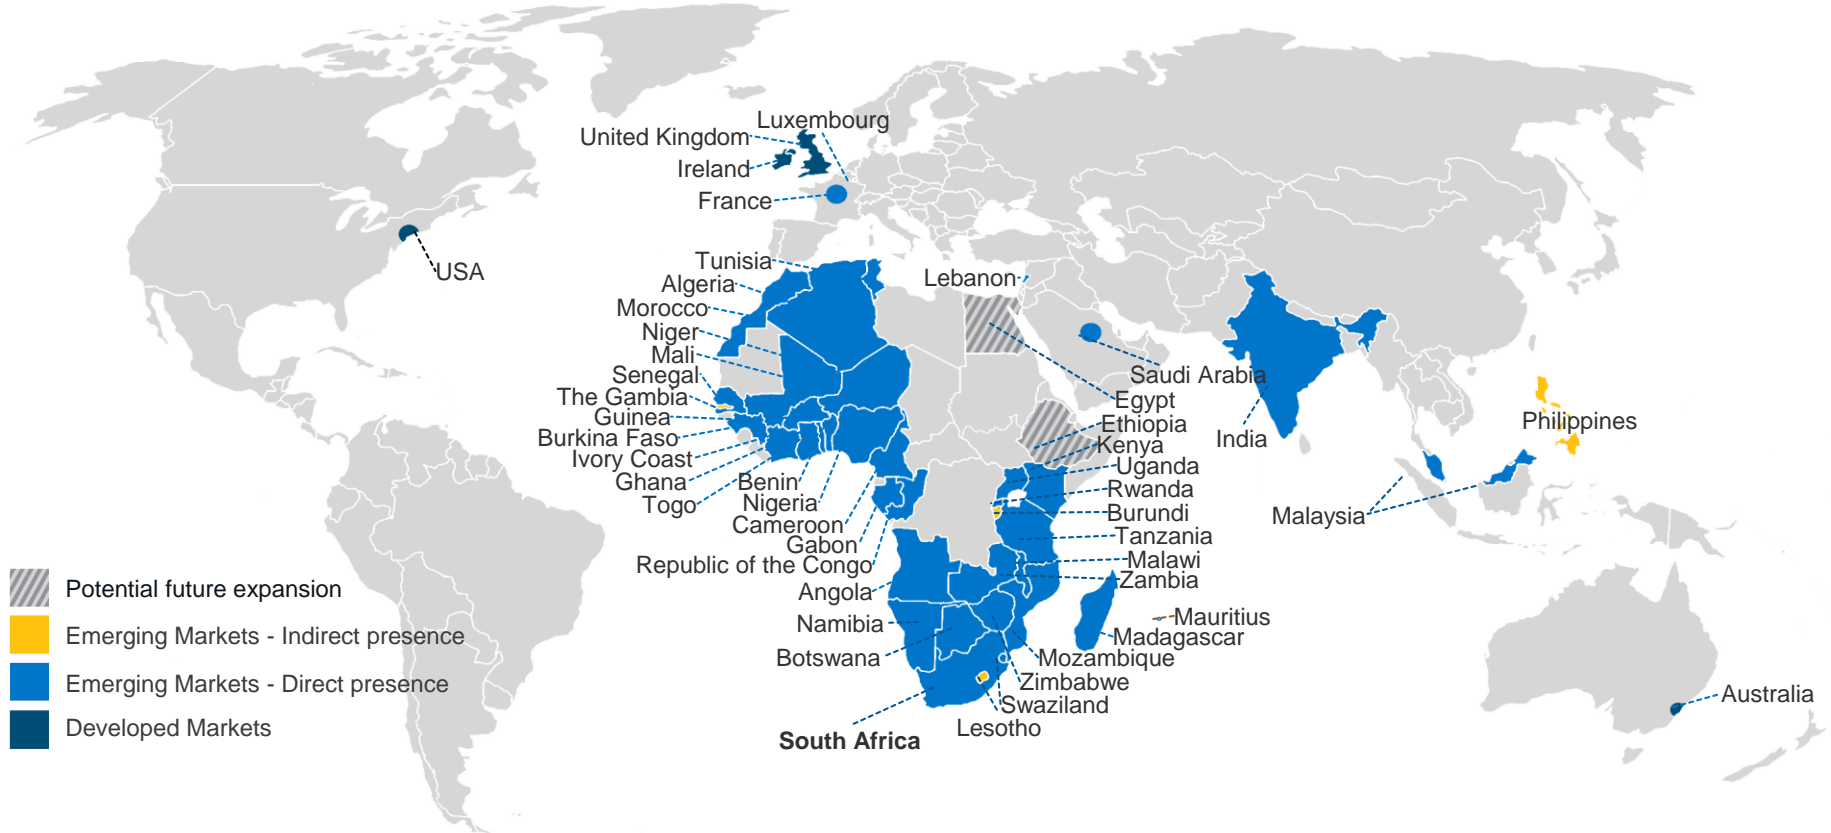 Luxembourg
United Kingdom
Ireland
France
USA
Tunisia
Algeria
Morocco
Niger
Mali
Senegal
The Gambia
Guinea
Burkina Faso
Ivory Coast
Ghana
Togo
Benin
Nigeria
Cameroon
Gabon
Republic of the Congo
Angola
Namibia
Botswana
South Africa
Lebanon
Saudi Arabia
Egypt
Ethiopia
Kenya
Uganda
Rwanda
Burundi
Tanzania
Malawi
Zambia
Mauritius
Madagascar
Mozambique
Zimbabwe
Swaziland
Lesotho
India
Philippines
Malaysia
Australia
Potential future expansion
Emerging Markets - Indirect presence
Emerging Markets - Direct presence
Developed Markets